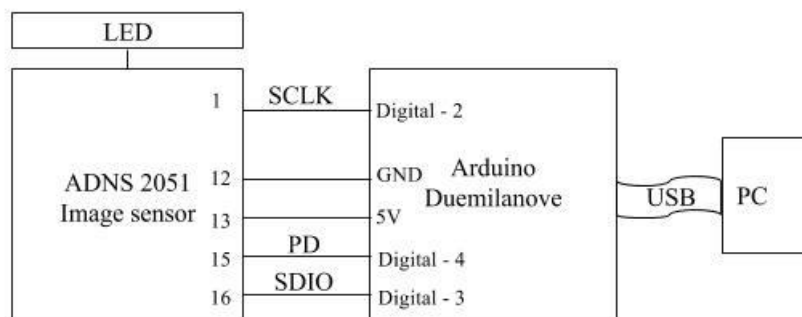 LED
1
SCLK
Digital - 2
ADNS 2051
Image sensor
12
GND
13
5V
15
PD
Digital - 4
16
SDIO
Digital - 3
Arduino
Duemilanove
USB
PC